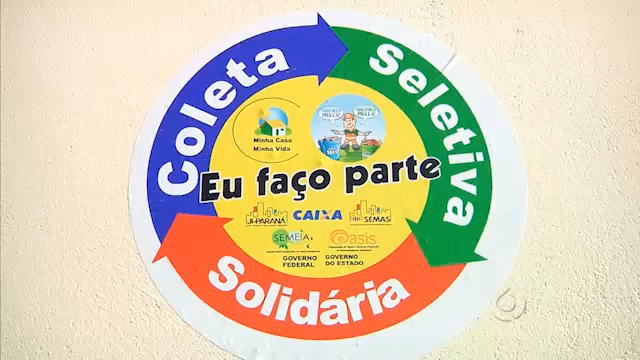 Coleta
Seletiva
Solidária
Minha Casa
Minha Vida
Eu faço parte
JI-PARANÁ
CAIXA
SEMAS
SEMEIA
Oasis
GOVERNO
FEDERAL
GOVERNO
DO ESTADO